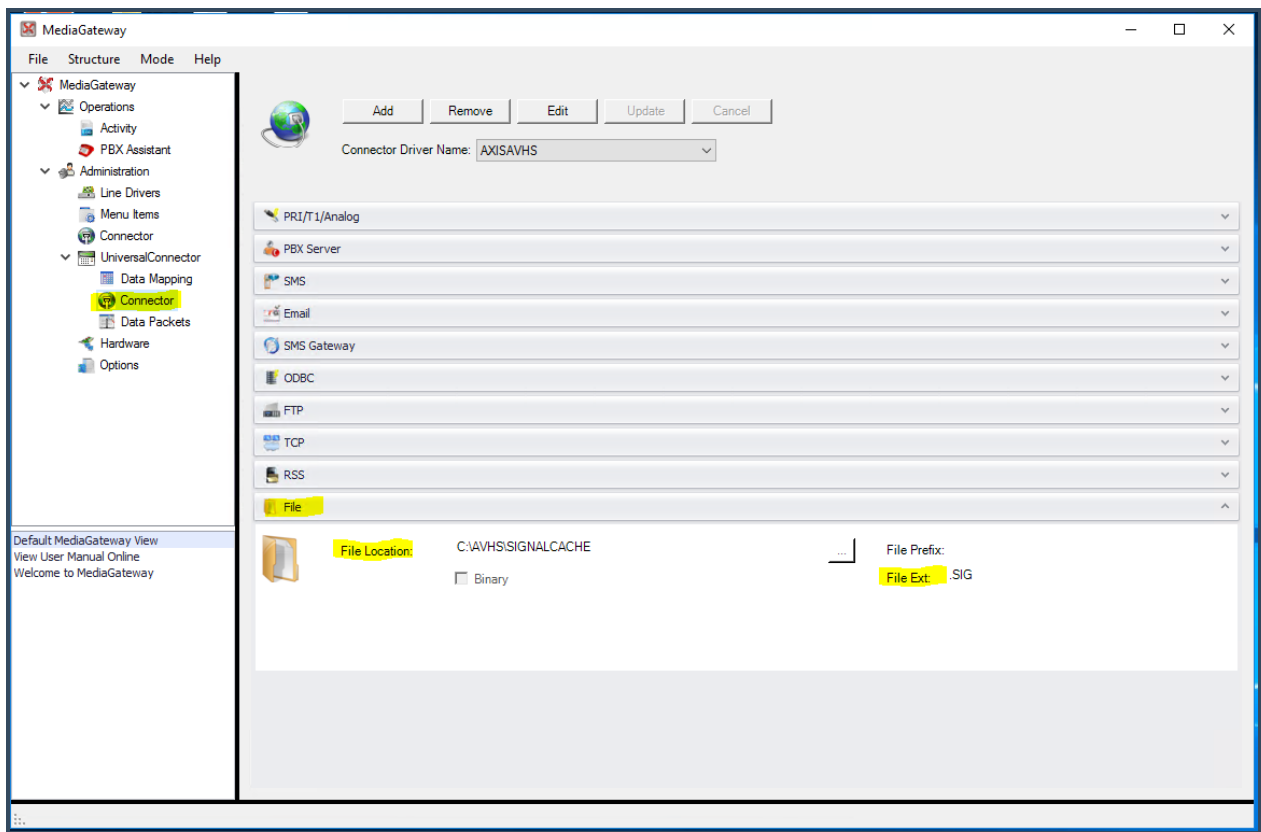 MediaGateway
File Structure Mode Help
MediaGateway
Operations
Activity
PBX Assistant
Administration
Line Drivers
Menu Items
Connector
UniversalConnector
Data Mapping
Connector
Data Packets
Hardware
Options
Default MediaGateway View
View User Manual Online
Welcome to MediaGateway
Add Remove Edit Update Cancel
Connector Driver Name: AXISAVHS
PRI/T1/Analog
PBX Server
SMS
Email
SMS Gateway
ODBC
FTP
TCP
RSS
File
File Location: C:\AVHS\SIGNALCACHE ... File Prefix:
Binary File Ext: .SIG